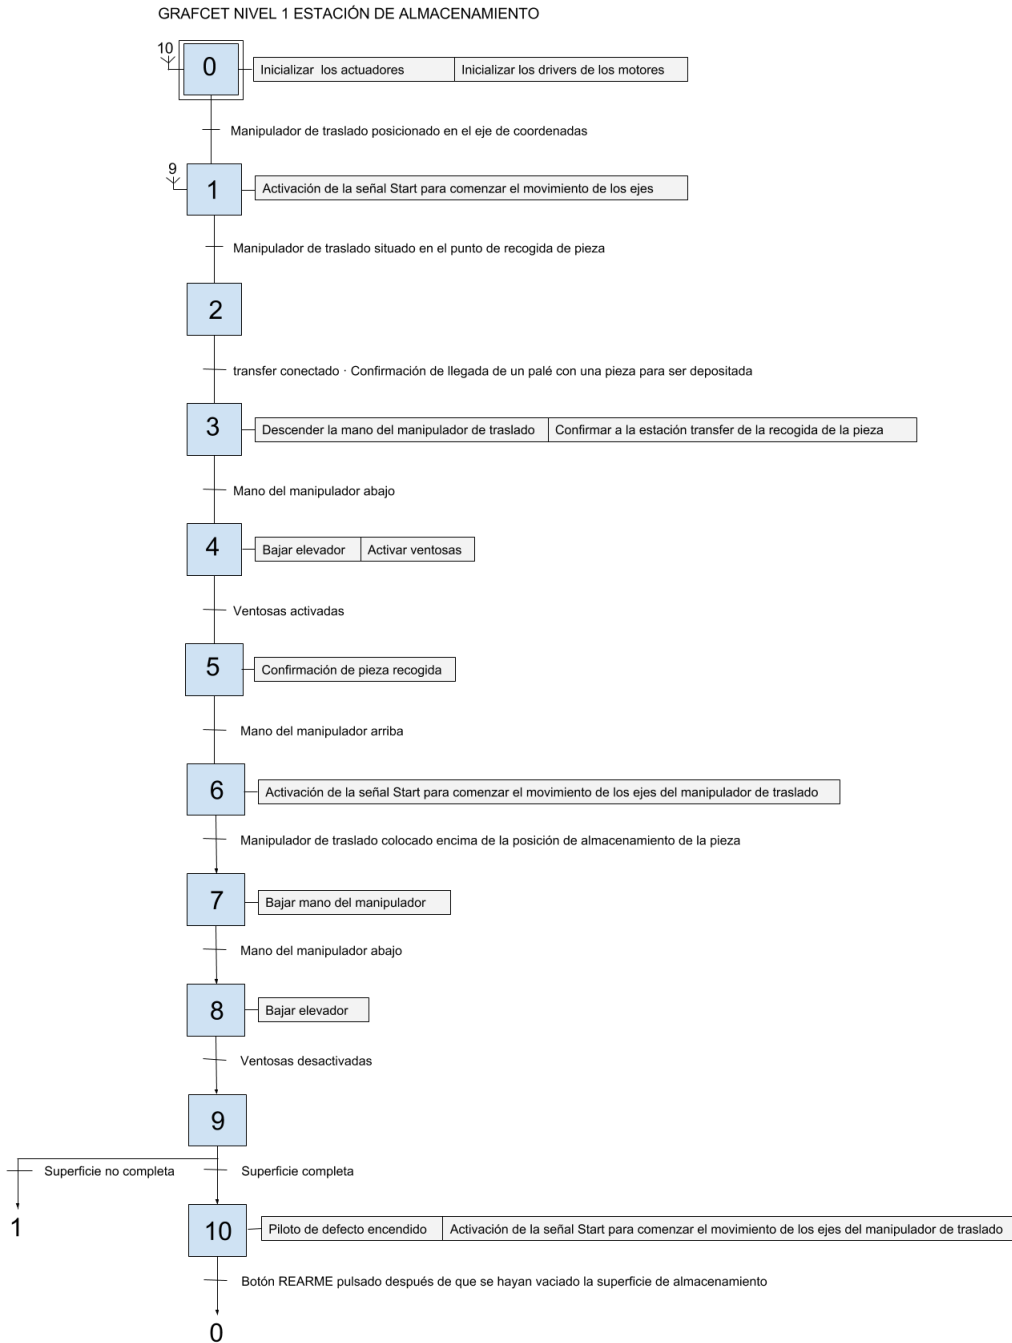 GRAFCET NIVEL 1 ESTACIÓN DE ALMACENAMIENTO
10
0
Inicializar los actuadores
Inicializar los drivers de los motores
Manipulador de traslado posicionado en el eje de coordenadas
9
1
Activación de la señal Start para comenzar el movimiento de los ejes
Manipulador de traslado situado en el punto de recogida de pieza
2
transfer conectado · Confirmación de llegada de un palé con una pieza para ser depositada
3
Descender la mano del manipulador de traslado
Confirmar a la estación transfer de la recogida de la pieza
Mano del manipulador abajo
4
Bajar elevador
Activar ventosas
Ventosas activadas
5
Confirmación de pieza recogida
Mano del manipulador arriba
6
Activación de la señal Start para comenzar el movimiento de los ejes del manipulador de traslado
Manipulador de traslado colocado encima de la posición de almacenamiento de la pieza
7
Bajar mano del manipulador
Mano del manipulador abajo
8
Bajar elevador
Ventosas desactivadas
9
Superficie no completa
Superficie completa
1
10
Piloto de defecto encendido
Activación de la señal Start para comenzar el movimiento de los ejes del manipulador de traslado
Botón REARME pulsado después de que se hayan vaciado la superficie de almacenamiento
0